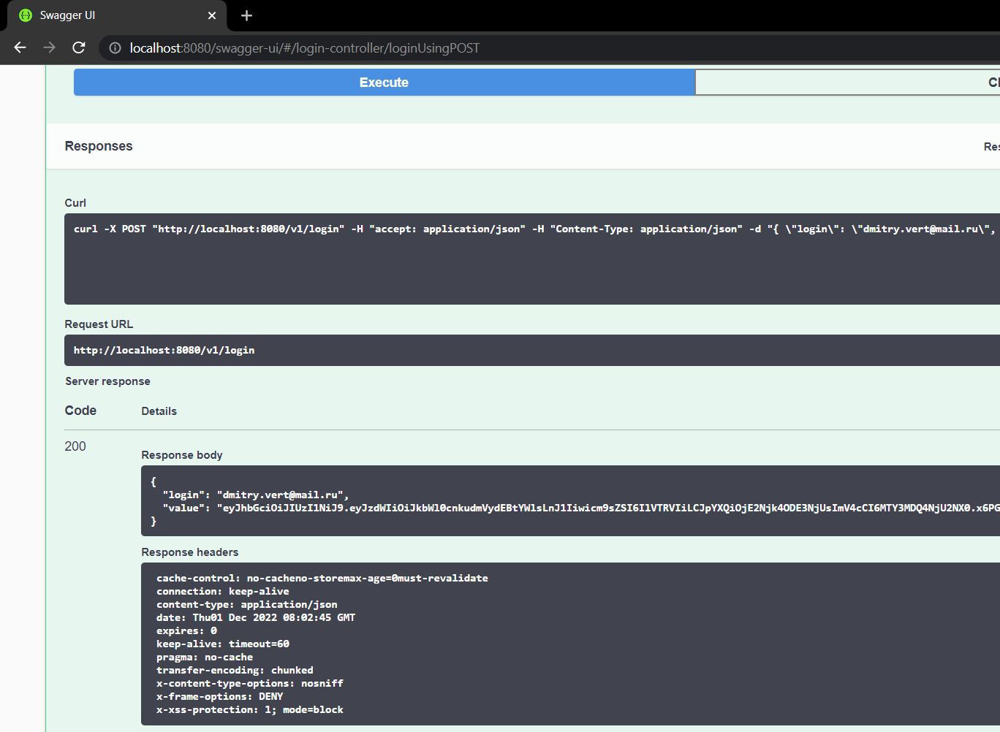 Swagger UI
localhost:8080/swagger-ui/#/login-controller/loginUsingPOST
Execute
Responses
Curl
curl -X POST "http://localhost:8080/v1/login" -H "accept: application/json" -H "Content-Type: application/json" -d "{ \"login\": \"dmitry.vert@mail.ru\",
Request URL
http://localhost:8080/v1/login
Server response
Code Details
200
Response body
{
"login": "dmitry.vert@mail.ru",
"value": "eyJhbGciOiJIUzI1NiJ9.eyJzdWIiOiJkbWl0cnkudmVydEBtYWlsLnJ1Iiwicm9sZSI6IlVTRVIiLCJpYXQiOjE2Njk4ODE3NjUsImV4cCI6MTY3MDQ4NjU2NX0.x6PG
}
Response headers
cache-control: no-cacheno-storemax-age=0must-revalidate
connection: keep-alive
content-type: application/json
date: Thu01 Dec 2022 08:02:45 GMT
expires: 0
keep-alive: timeout=60
pragma: no-cache
transfer-encoding: chunked
x-content-type-options: nosniff
x-frame-options: DENY
x-xss-protection: 1; mode=block